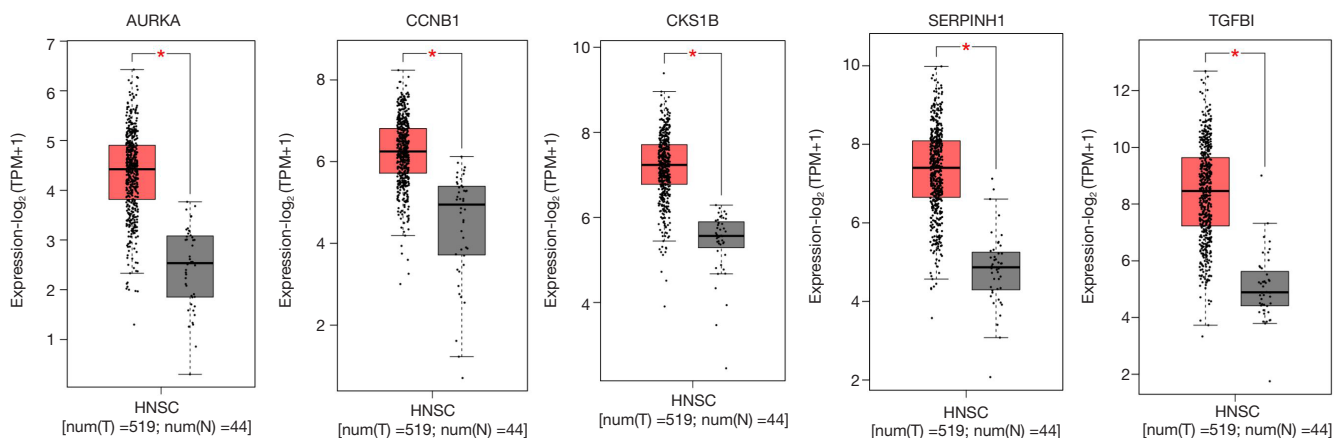 AURKA
Expression-log₂ (TPM+1)
7
6
5
4
3
2
1
*
HNSC
[num(T) =519; num(N) =44]
CCNB1
Expression-log₂ (TPM+1)
8
6
4
2
*
HNSC
[num(T) =519; num(N) =44]
CKS1B
Expression-log₂ (TPM+1)
10
8
6
4
*
HNSC
[num(T) =519; num(N) =44]
SERPINH1
Expression-log₂ (TPM+1)
10
8
6
4
2
*
HNSC
[num(T) =519; num(N) =44]
TGFBI
Expression-log₂ (TPM+1)
12
10
8
6
4
2
*
HNSC
[num(T) =519; num(N) =44]